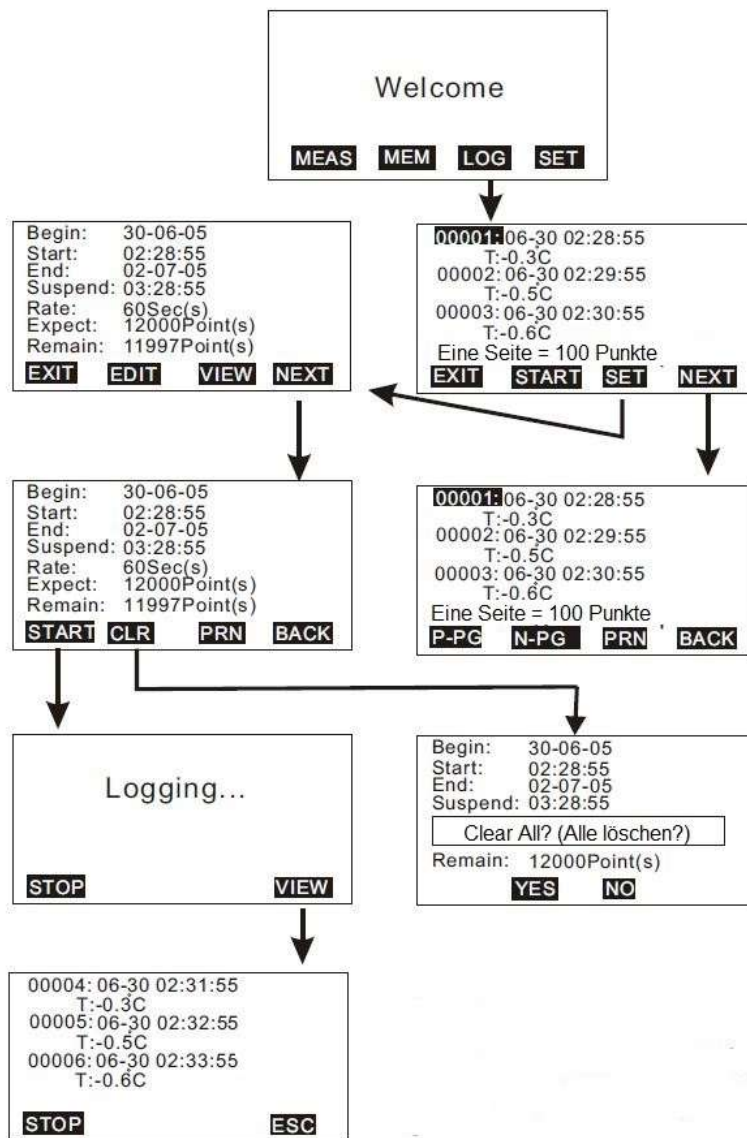 Welcome
MEAS MEM LOG SET
Begin: 30-06-05
Start: 02:28:55
End: 02-07-05
Suspend: 03:28:55
Rate: 60Sec(s)
Expect: 12000Point(s)
Remain: 11997Point(s)
EXIT EDIT VIEW NEXT
00001: 06-30 02:28:55
T:-0.3C
00002: 06-30 02:29:55
T:-0.5C
00003: 06-30 02:30:55
T:-0.6C
Eine Seite = 100 Punkte
EXIT START SET NEXT
Begin: 30-06-05
Start: 02:28:55
End: 02-07-05
Suspend: 03:28:55
Rate: 60Sec(s)
Expect: 12000Point(s)
Remain: 11997Point(s)
START CLR PRN BACK
00001: 06-30 02:28:55
T:-0.3C
00002: 06-30 02:29:55
T:-0.5C
00003: 06-30 02:30:55
T:-0.6C
Eine Seite = 100 Punkte
P-PG N-PG PRN BACK
Logging...
STOP VIEW
Begin: 30-06-05
Start: 02:28:55
End: 02-07-05
Suspend: 03:28:55
Clear All? (Alle löschen?)
Remain: 12000Point(s)
YES NO
00004: 06-30 02:31:55
T:-0.3C
00005: 06-30 02:32:55
T:-0.5C
00006: 06-30 02:33:55
T:-0.6C
STOP ESC